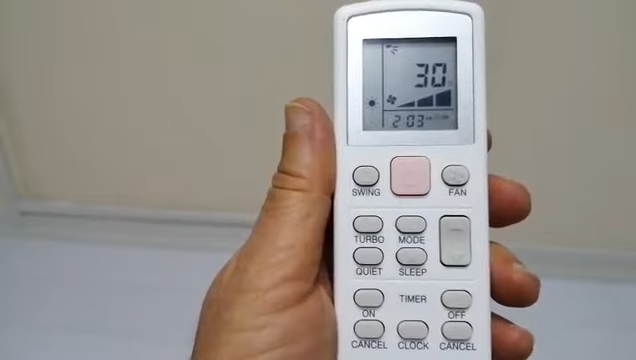 30
2:03
SWING FAN
TURBO MODE
QUIET SLEEP
TIMER
ON OFF
CANCEL CLOCK CANCEL